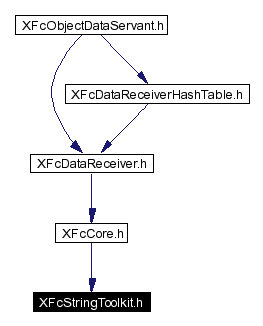 XFcObjectDataServant.h
XFcDataReceiverHashTable.h
XFcDataReceiver.h
XFcCore.h
XFcStringToolkit.h